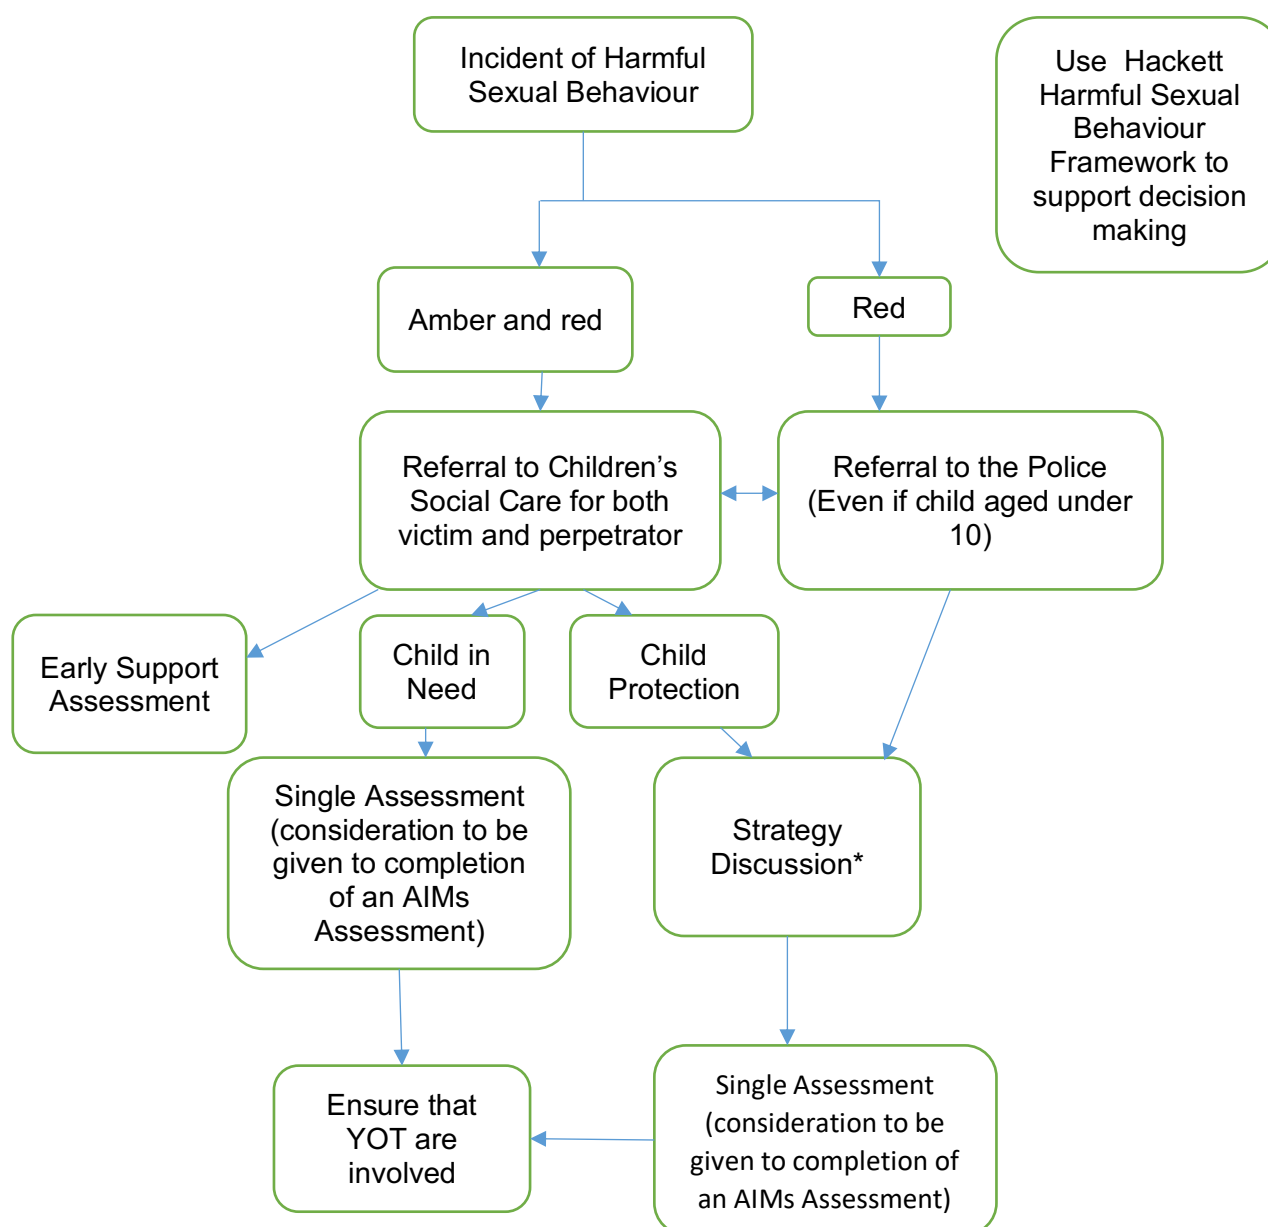 Incident of Harmful
Sexual Behaviour
Use Hackett
Harmful Sexual
Behaviour
Framework to
support decision
making
Amber and red
Red
Referral to Children’s
Social Care for both
victim and perpetrator
Referral to the Police
(Even if child aged under
10)
Early Support
Assessment
Child in
Need
Child
Protection
Single Assessment
(consideration to be
given to completion
of an AIMs
Assessment)
Strategy
Discussion*
Ensure that
YOT are
involved
Single Assessment
(consideration to be
given to completion of
an AIMs Assessment)